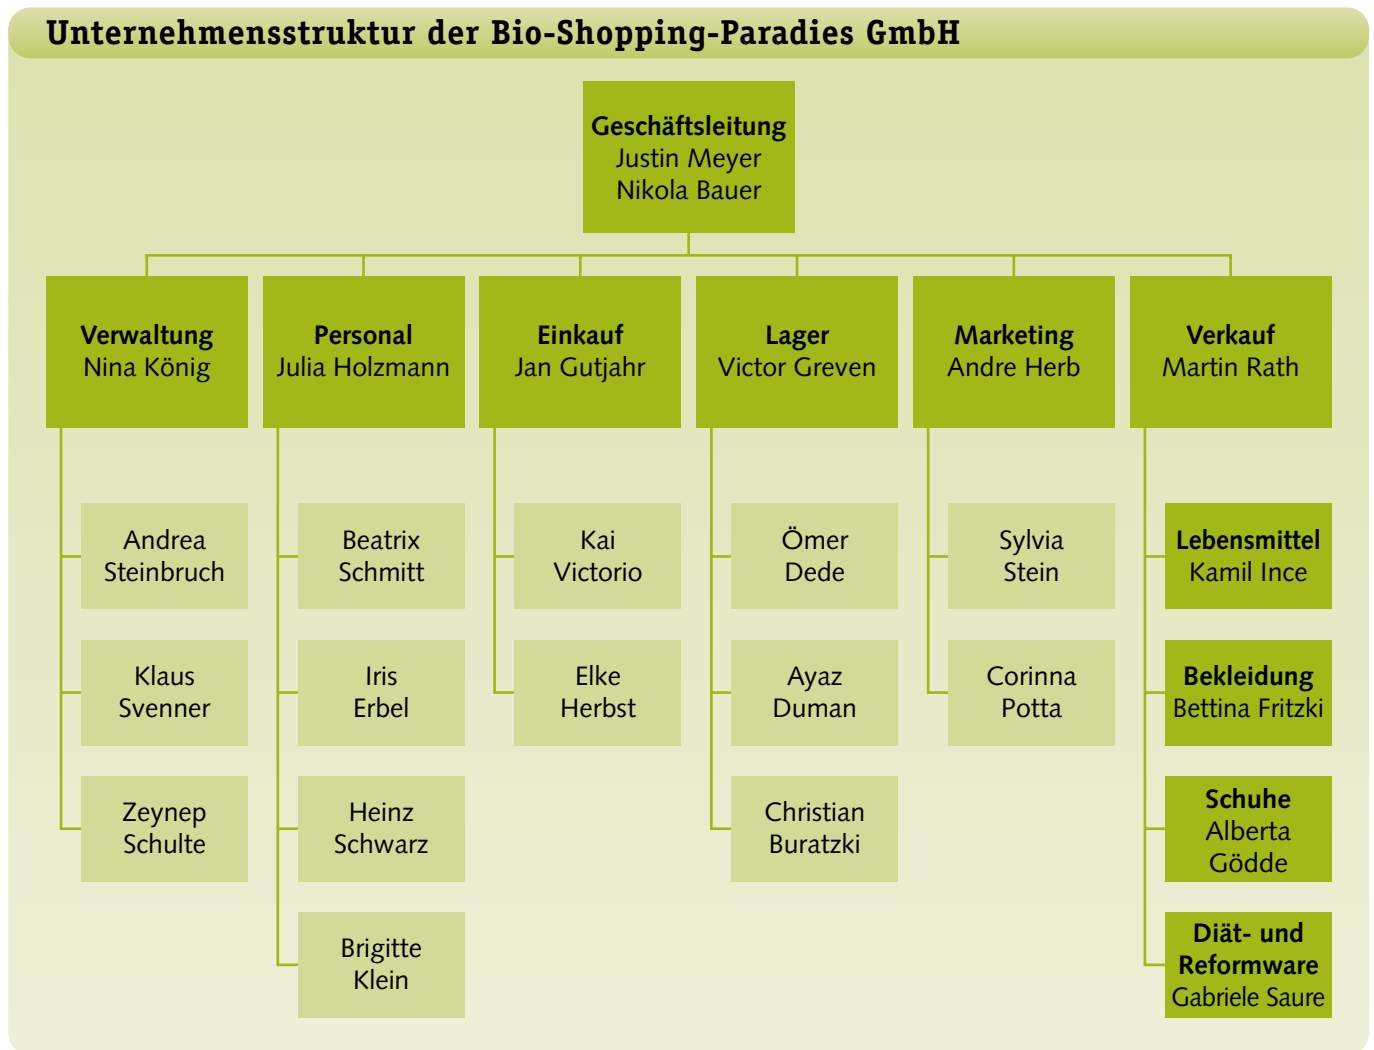 Unternehmensstruktur der Bio-Shopping-Paradies GmbH
Geschäftsleitung
Justin Meyer
Nikola Bauer
Verwaltung
Nina König
Personal
Julia Holzmann
Einkauf
Jan Gutjahr
Lager
Victor Greven
Marketing
Andre Herb
Verkauf
Martin Rath
Andrea
Steinbruch
Klaus
Svenner
Zeynep
Schulte
Beatrix
Schmitt
Iris
Erbel
Heinz
Schwarz
Brigitte
Klein
Kai
Victorio
Elke
Herbst
Ömer
Dede
Ayaz
Duman
Christian
Buratzki
Sylvia
Stein
Corinna
Potta
Lebensmittel
Kamil Ince
Bekleidung
Bettina Fritzki
Schuhe
Alberta
Gödde
Diät- und
Reformware
Gabriele Saure